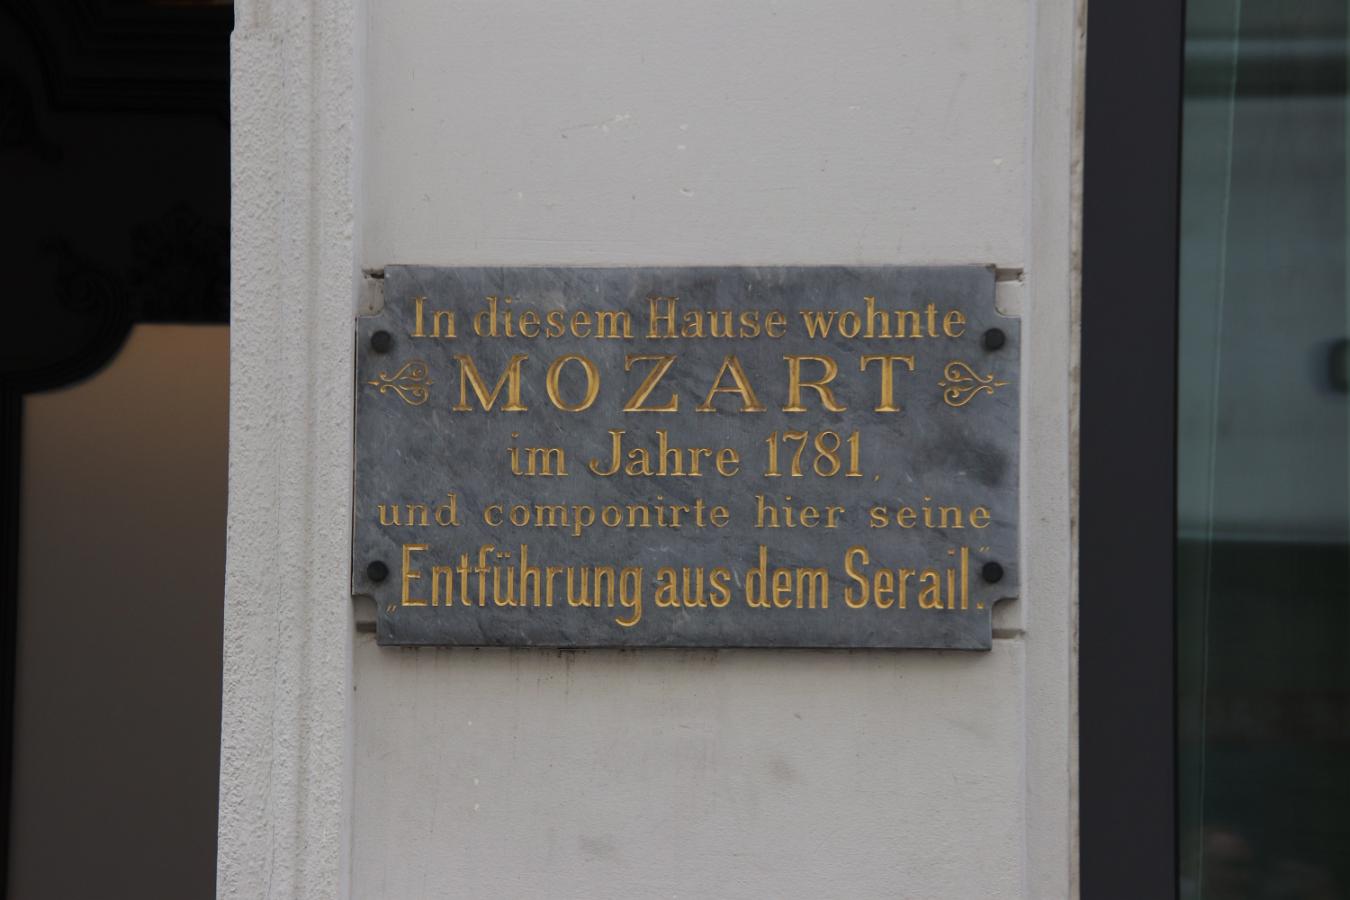 In diesem Hause wohnte
MOZART
im Jahre 1781,
und componirte hier seine
„Entführung aus dem Serail.“